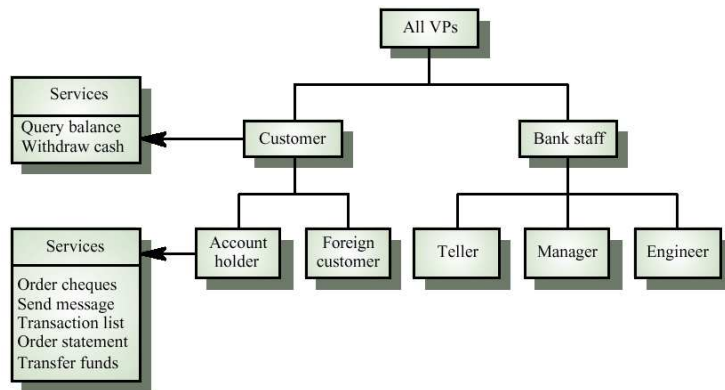 All VPs
Services
Query balance
Withdraw cash
Customer
Bank staff
Services
Order cheques
Send message
Transaction list
Order statement
Transfer funds
Account
holder
Foreign
customer
Teller
Manager
Engineer